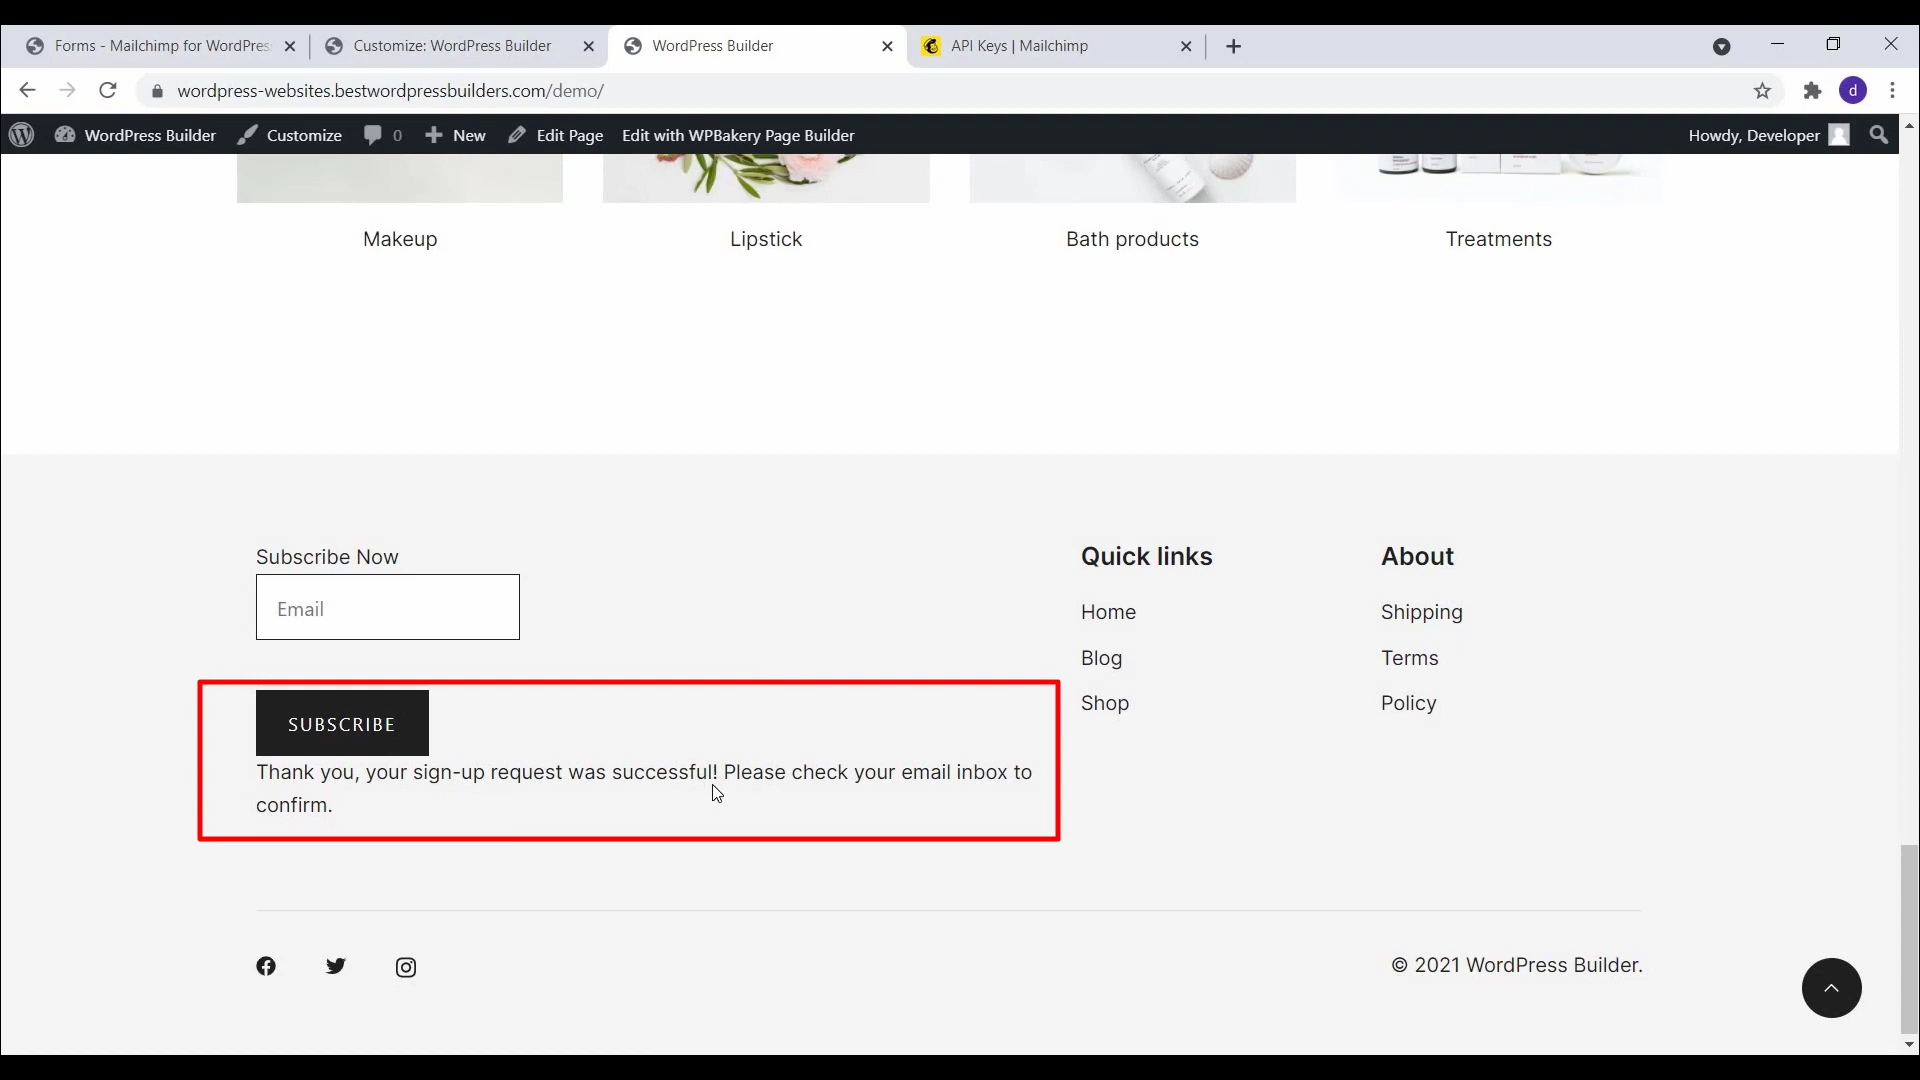 Forms - Mailchimp for WordPres
Customize: WordPress Builder
WordPress Builder
API Keys | Mailchimp
wordpress-websites.bestwordpressbuilders.com/demo/
d
WordPress Builder
Customize
0
New
Edit Page
Edit with WPBakery Page Builder
Howdy, Developer
Makeup
Lipstick
Bath products
Treatments
Subscribe Now
Email
SUBSCRIBE
Thank you, your sign-up request was successful! Please check your email inbox to
confirm.
Quick links
Home
Blog
Shop
About
Shipping
Terms
Policy
© 2021 WordPress Builder.